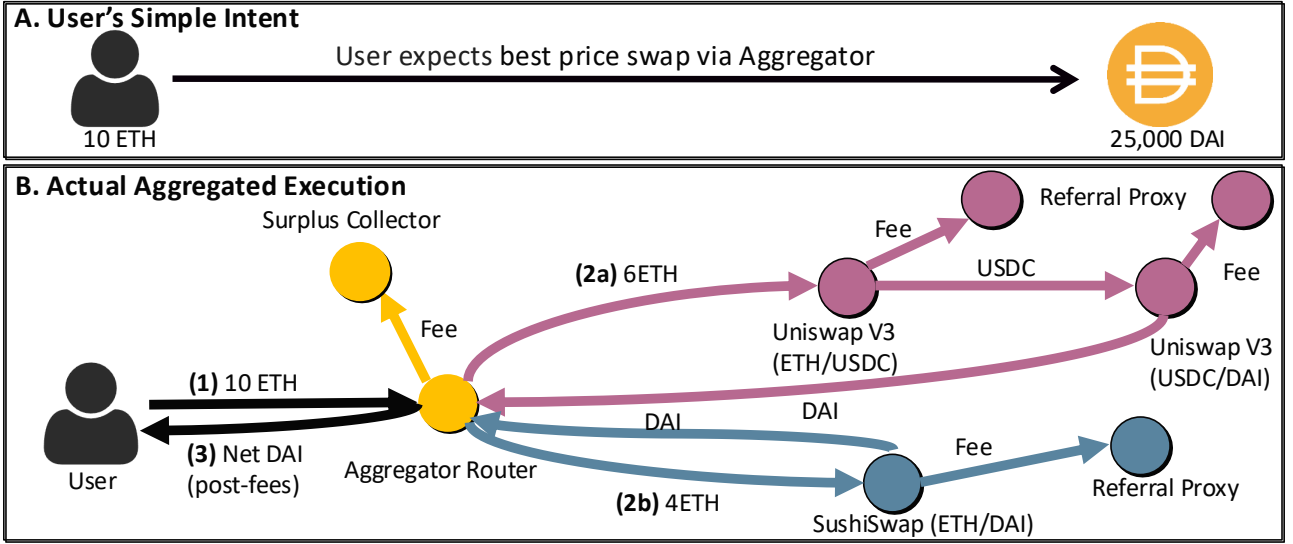 A. User's Simple Intent
User expects best price swap via Aggregator
10 ETH
25,000 DAI
B. Actual Aggregated Execution
Surplus Collector
Referral Proxy
Fee
(2a) 6ETH
USDC
Fee
Fee
Uniswap V3
(ETH/USDC)
Uniswap V3
(USDC/DAI)
(1) 10 ETH
DAI
DAI
(3) Net DAI
(post-fees)
User
Aggregator Router
Fee
(2b) 4ETH
Referral Proxy
SushiSwap (ETH/DAI)